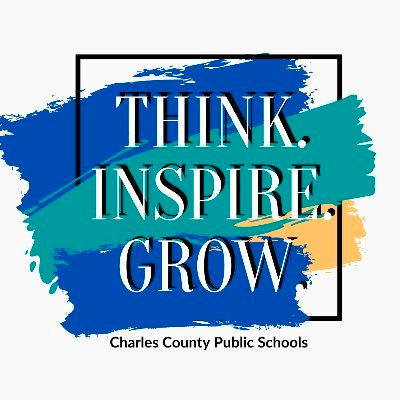 THINK.
INSPIRE.
GROW.
Charles County Public Schools